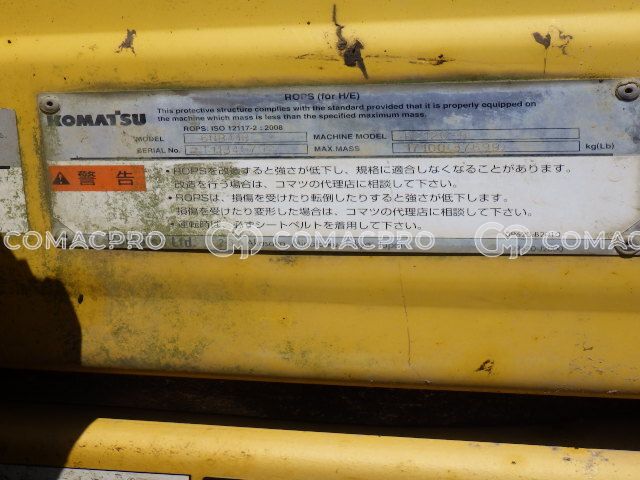 ROPS (for H/E)
This protective structure complies with the standard provided that it is properly equipped on
the machine which mass is less than the specified maximum mass.
KOMATSU
ROPS: ISO 12117-2 : 2008
MODEL
MACHINE MODEL
SERIAL No.
MAX.MASS
kg(Lb)
警告
•ROPSを改造すると強さが低下し、規格に適合しなくなることがあります。
改造を行う場合は、コマツの代理店に相談して下さい。
•ROPSは、損傷を受けたり転倒したりすると強さが低下します。
損傷を受けたり変形した場合は、コマツの代理店に相談して下さい。
•運転時は、必ずシートベルトを着用して下さい。
COMACPRO CMP COMACPRO CMP COMACPRO
Ltd.